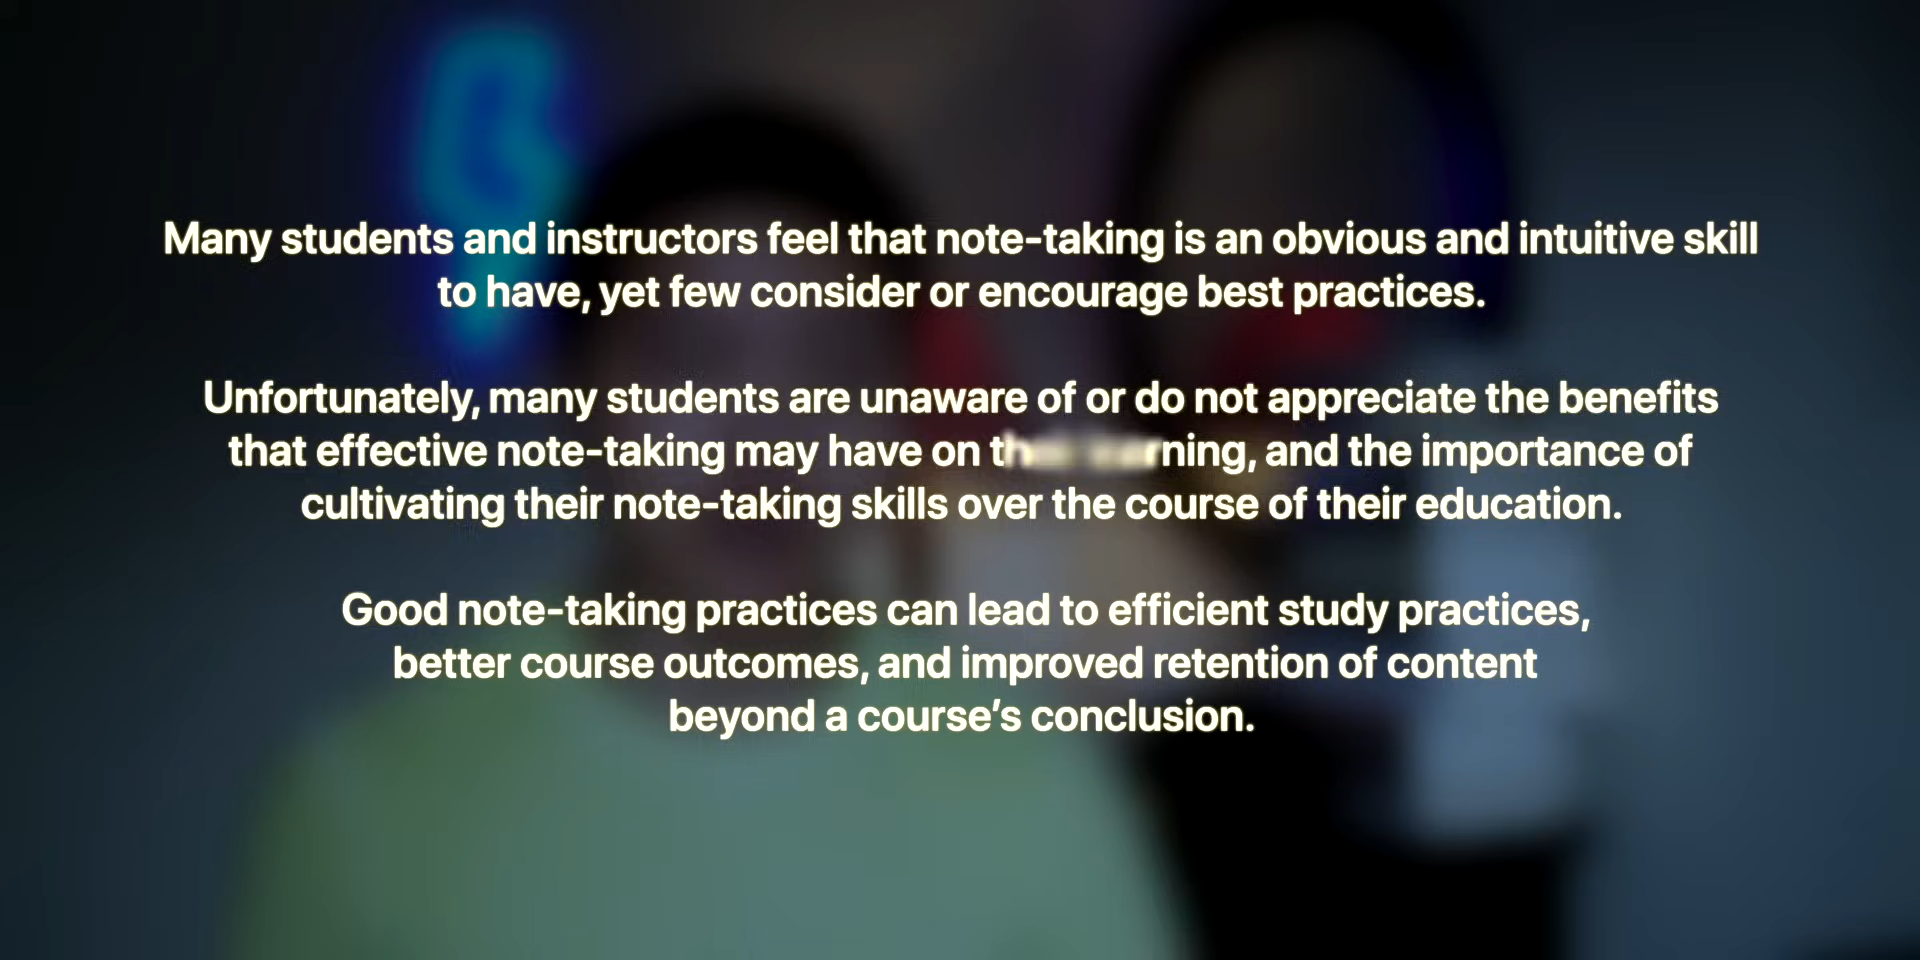 Many students and instructors feel that note-taking is an obvious and intuitive skill
to have, yet few consider or encourage best practices.
Unfortunately, many students are unaware of or do not appreciate the benefits
that effective note-taking may have on and the importance of
cultivating their note-taking skills over the course of their education.
Good note-taking practices can lead to efficient study practices,
better course outcomes, and improved retention of content
beyond a course’s conclusion.